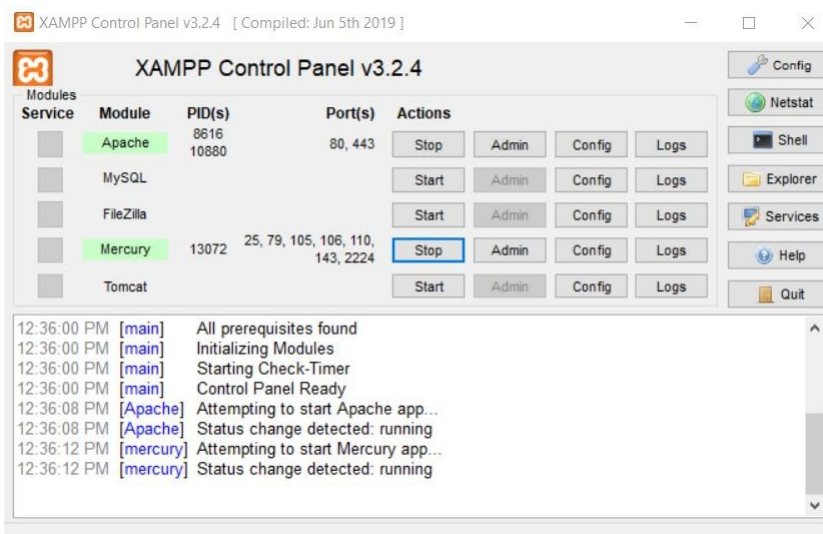 XAMPP Control Panel v3.2.4 [ Compiled: Jun 5th 2019 ]
XAMPP Control Panel v3.2.4
Config
Modules
Service Module PID(s) Port(s) Actions
Netstat
Apache 8616 10880 80, 443 Stop Admin Config Logs
Shell
MySQL Start Admin Config Logs
Explorer
FileZilla Start Admin Config Logs
Services
Mercury 13072 25, 79, 105, 106, 110, 143, 2224 Stop Admin Config Logs
Help
Tomcat Start Admin Config Logs
Quit
12:36:00 PM [main] All prerequisites found
12:36:00 PM [main] Initializing Modules
12:36:00 PM [main] Starting Check-Timer
12:36:00 PM [main] Control Panel Ready
12:36:08 PM [Apache] Attempting to start Apache app...
12:36:08 PM [Apache] Status change detected: running
12:36:12 PM [mercury] Attempting to start Mercury app...
12:36:12 PM [mercury] Status change detected: running